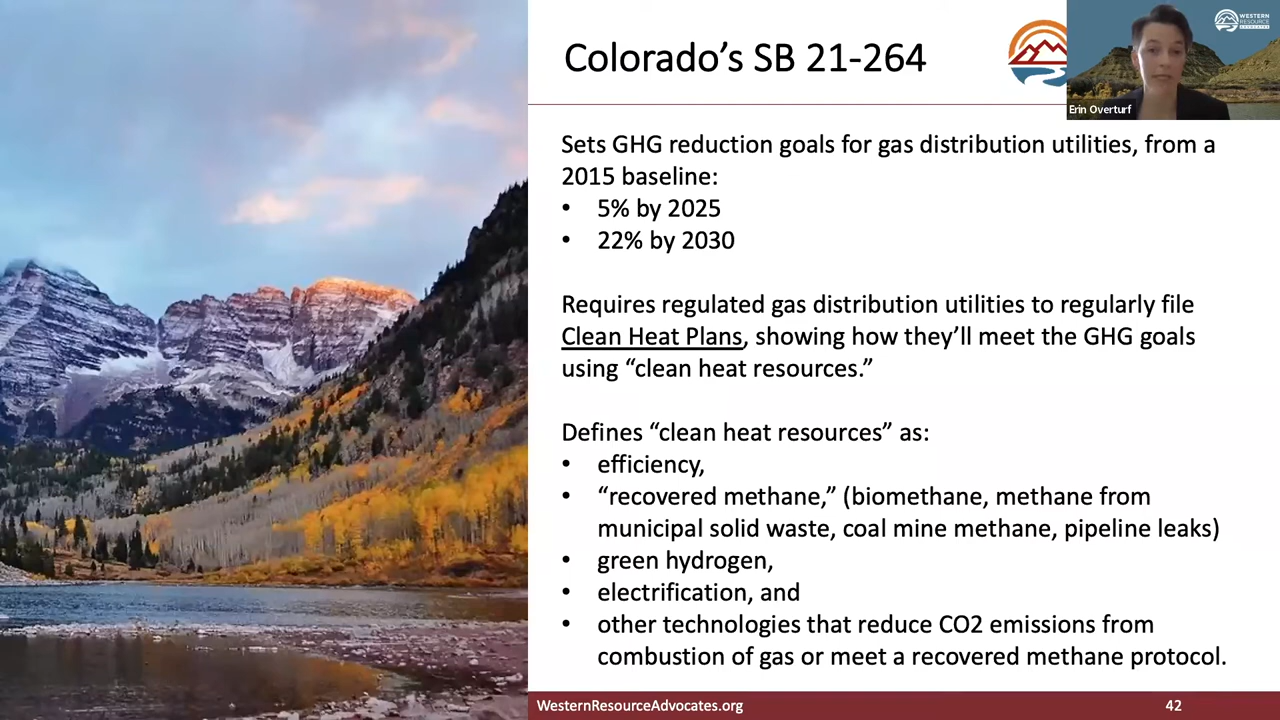 Colorado’s SB 21-264
WESTERN
RESOURCE
ADVOCATES
Erin Overturf
Sets GHG reduction goals for gas distribution utilities, from a
2015 baseline:
• 5% by 2025
• 22% by 2030
Requires regulated gas distribution utilities to regularly file
Clean Heat Plans, showing how they’ll meet the GHG goals
using “clean heat resources.”
Defines “clean heat resources” as:
• efficiency,
• “recovered methane,” (biomethane, methane from
municipal solid waste, coal mine methane, pipeline leaks)
• green hydrogen,
• electrification, and
• other technologies that reduce CO2 emissions from
combustion of gas or meet a recovered methane protocol.
WesternResourceAdvocates.org
42